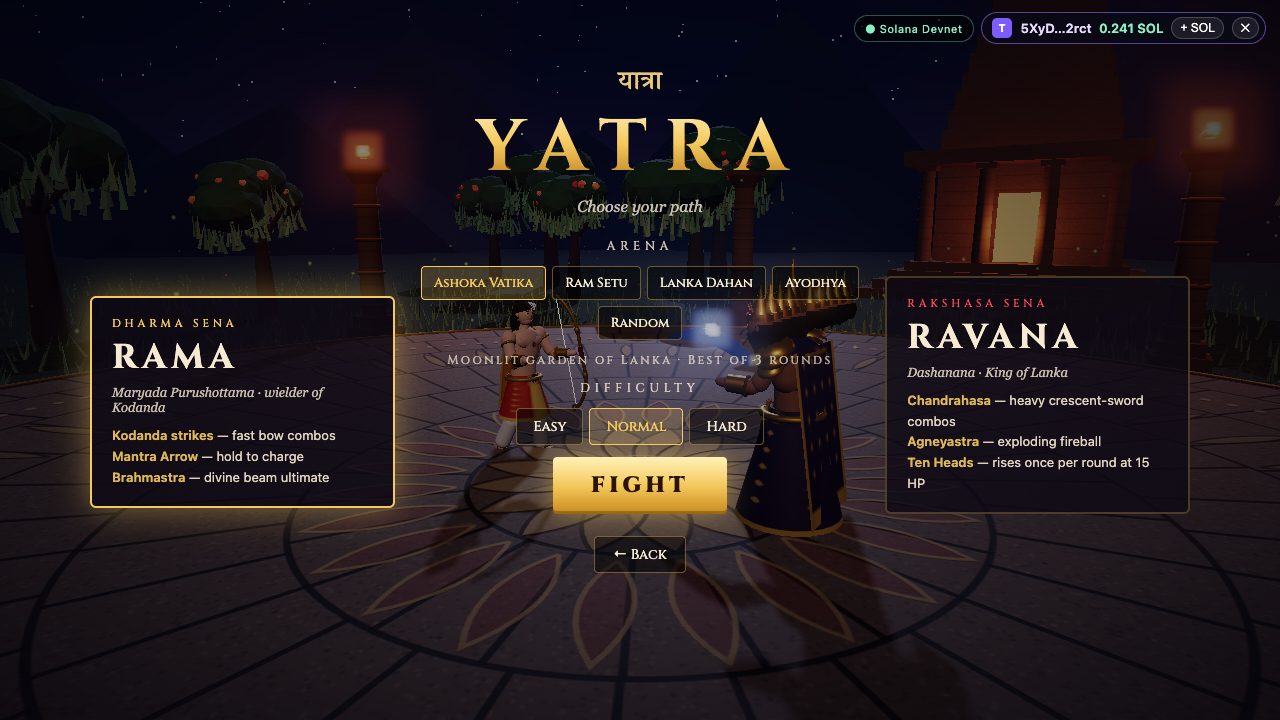 Solana Devnet
T 5XyD...2rct 0.241 SOL + SOL ✕
यात्रा
YATRA
Choose your path
ARENA
ASHOKA VATIKA RAM SETU LANKA DAHAN AYODHYA
RANDOM
MOONLIT GARDEN OF LANKA · BEST OF 3 ROUNDS
DIFFICULTY
EASY NORMAL HARD
FIGHT
← BACK
DHARMA SENA
RAMA
Maryada Purushottama · wielder of
Kodanda
Kodanda strikes — fast bow combos
Mantra Arrow — hold to charge
Brahmastra — divine beam ultimate
RAKSHASA SENA
RAVANA
Dashanana · King of Lanka
Chandrahasa — heavy crescent-sword
combos
Agneyastra — exploding fireball
Ten Heads — rises once per round at 15
HP